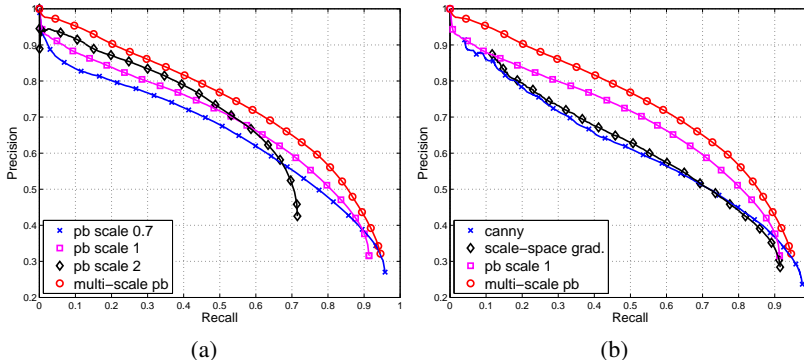 1
0.9
0.8
0.7
0.6
0.5
0.4
0.3
0.2
0 0.1 0.2 0.3 0.4 0.5 0.6 0.7 0.8 0.9 1
Precision
Recall
pb scale 0.7
pb scale 1
pb scale 2
multi-scale pb
(a)
1
0.9
0.8
0.7
0.6
0.5
0.4
0.3
0.2
0 0.1 0.2 0.3 0.4 0.5 0.6 0.7 0.8 0.9
Precision
Recall
canny
scale-space grad.
pb scale 1
multi-scale pb
(b)